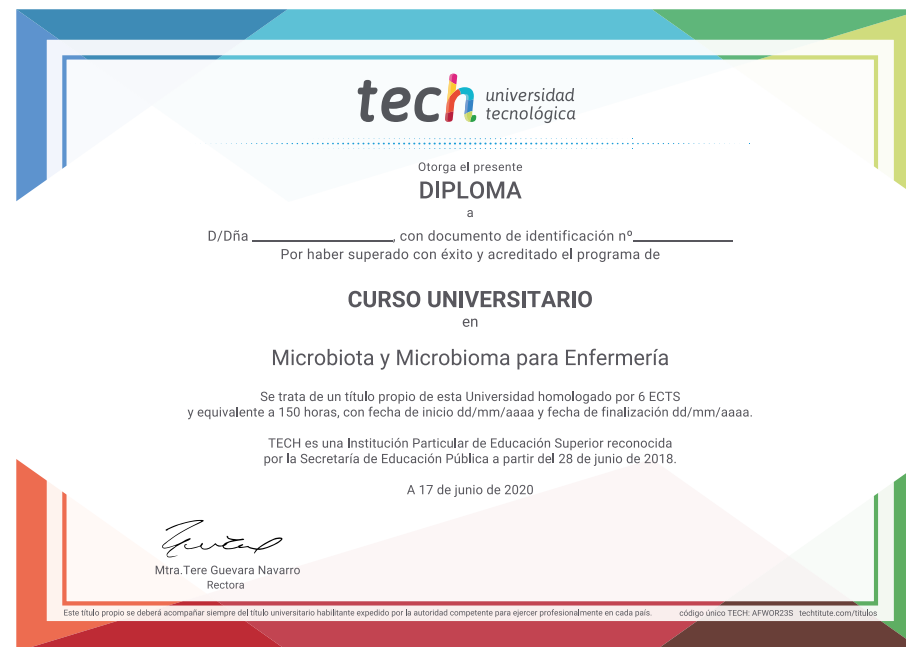 tech universidad
tecnológica
Otorga el presente
DIPLOMA
a
D/Dña ______________, con documento de identificación nº__________
Por haber superado con éxito y acreditado el programa de
CURSO UNIVERSITARIO
en
Microbiota y Microbioma para Enfermería
Se trata de un título propio de esta Universidad homologado por 6 ECTS
y equivalente a 150 horas, con fecha de inicio dd/mm/aaaa y fecha de finalización dd/mm/aaaa.
TECH es una Institución Particular de Educación Superior reconocida
por la Secretaría de Educación Pública a partir del 28 de junio de 2018.
A 17 de junio de 2020
Mtra.Tere Guevara Navarro
Rectora
Este título propio se deberá acompañar siempre del título universitario habilitante expedido por la autoridad competente para ejercer profesionalmente en cada país. código único TECH: AFWOR23S techtitute.com/titulos